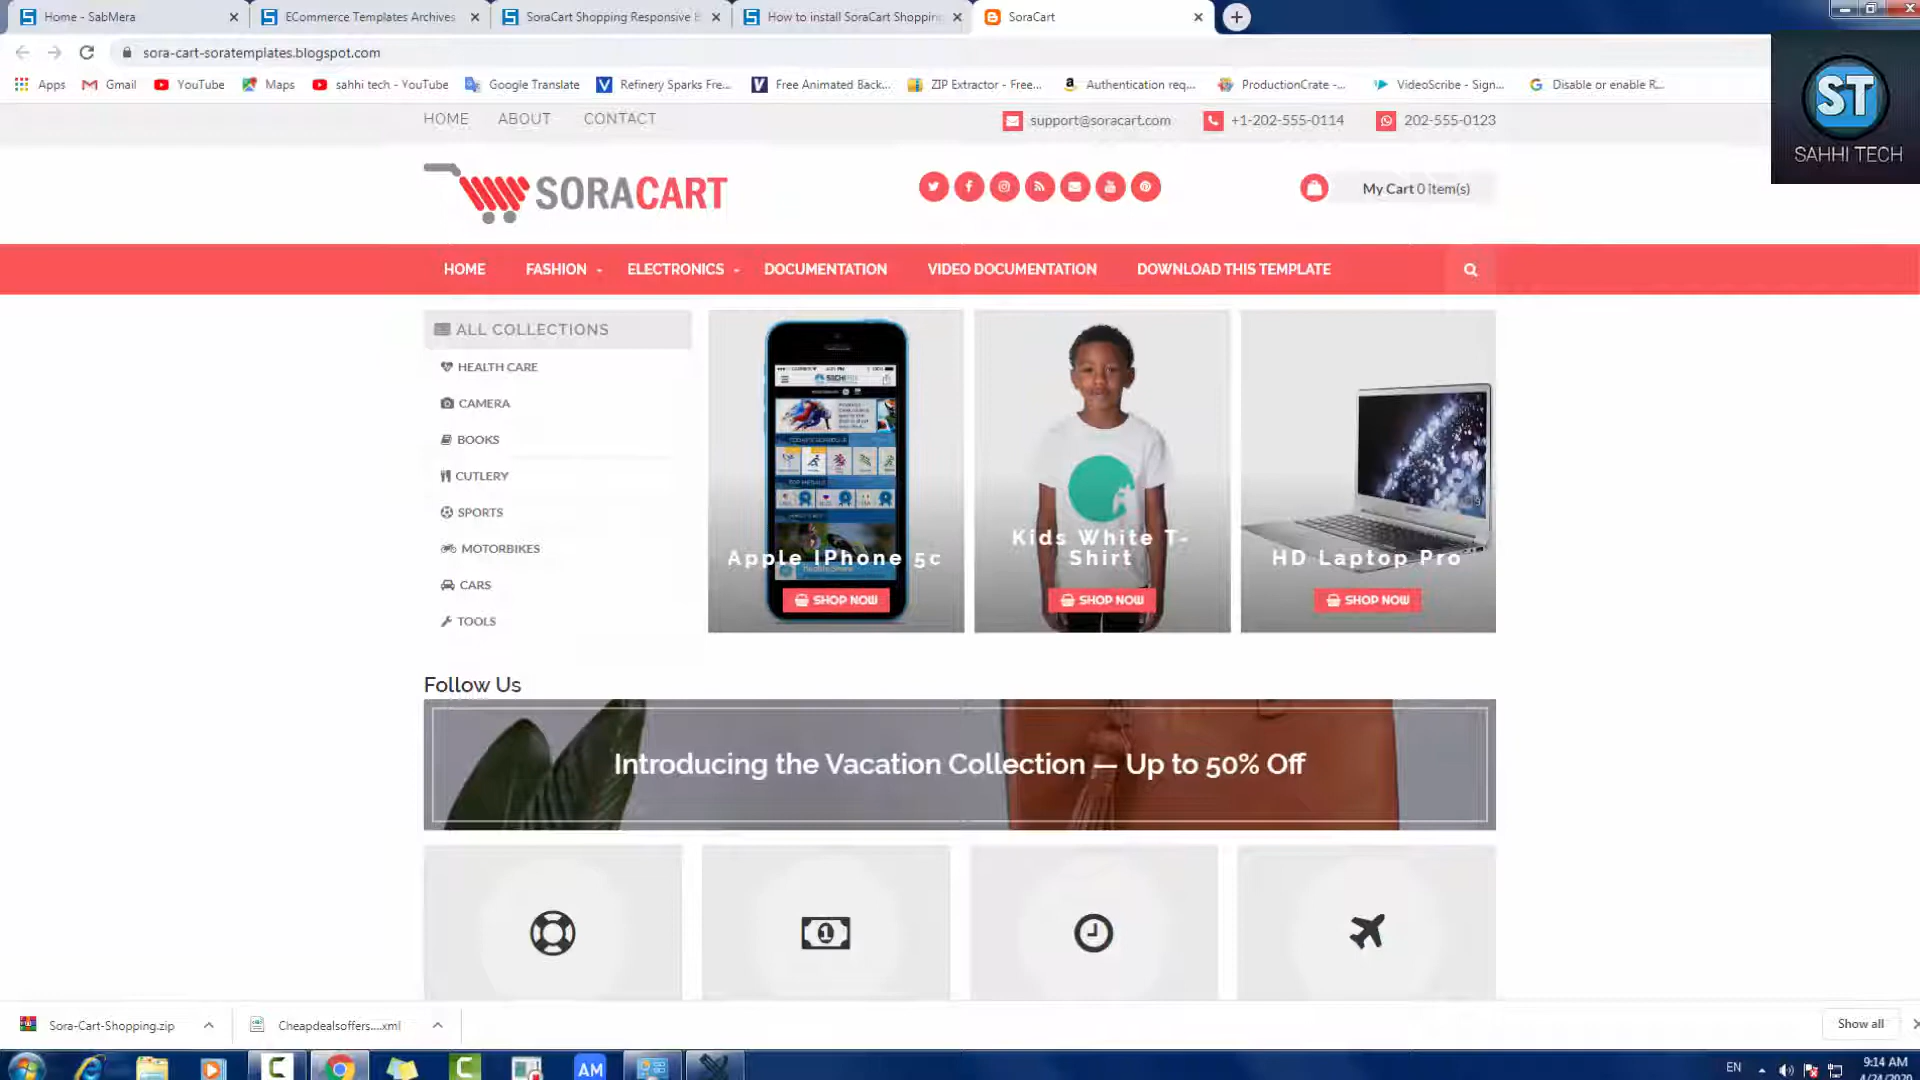 Home - SabMera
ECommerce Templates Archives
SoraCart Shopping Responsive B
How to install SoraCart Shoppin
SoraCart
sora-cart-soratemplates.blogspot.com
Apps
Gmail
YouTube
Maps
sahhi tech - YouTube
Google Translate
Refinery Sparks Fre...
Free Animated Back...
ZIP Extractor - Free...
Authentication req...
ProductionCrate -...
VideoScribe - Sign...
Disable or enable R...
ST
SAHHI TECH
HOME ABOUT CONTACT
support@soracart.com
+1-202-555-0114
202-555-0123
SORACART
My Cart 0 Item(s)
HOME FASHION ELECTRONICS DOCUMENTATION VIDEO DOCUMENTATION DOWNLOAD THIS TEMPLATE
ALL COLLECTIONS
HEALTH CARE
CAMERA
BOOKS
CUTLERY
SPORTS
MOTORBIKES
CARS
TOOLS
Apple IPhone 5c
SHOP NOW
Kids White T-
Shirt
SHOP NOW
HD Laptop Pro
SHOP NOW
Follow Us
Introducing the Vacation Collection — Up to 50% Off
Sora-Cart-Shopping.zip
Cheapdealsoffers....xml
Show all
AM
EN
9:14 AM
4/24/2020